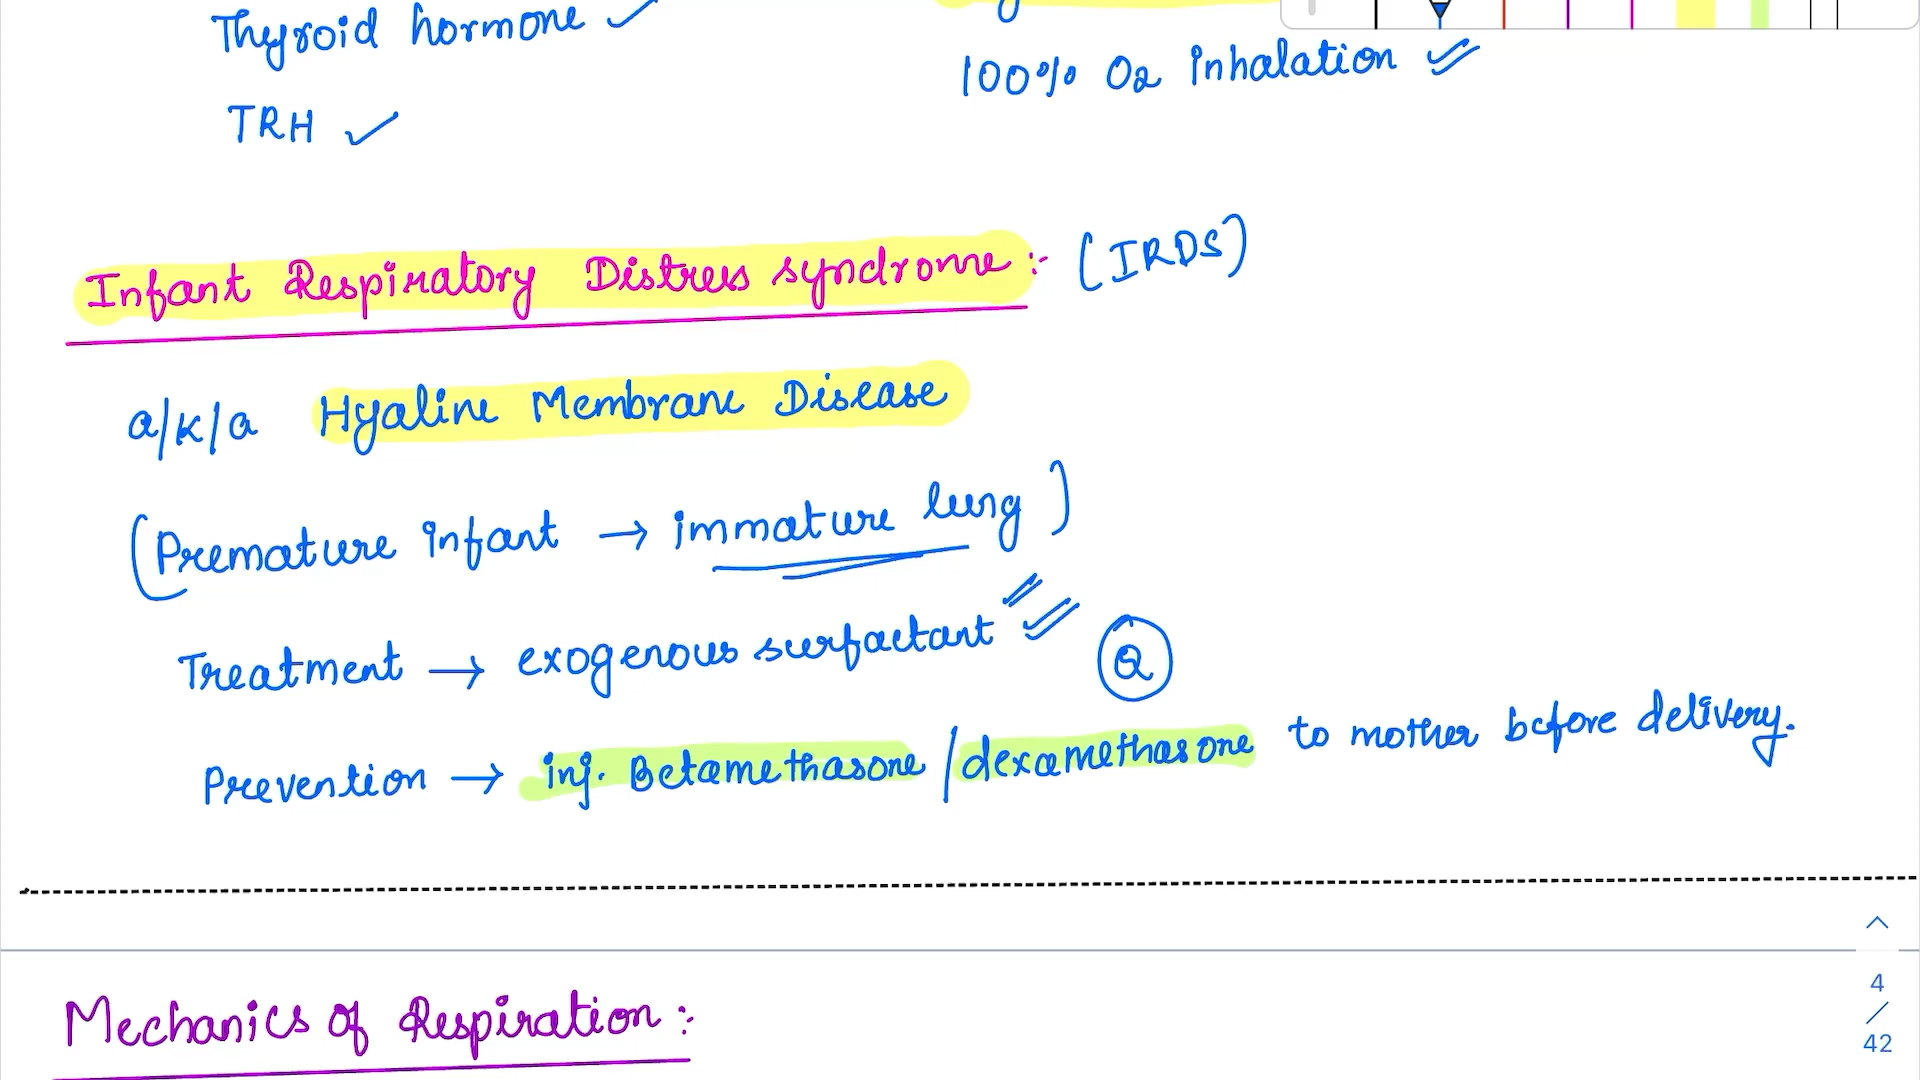 Thyroid hormone
100% O2 inhalation
TRH
Infant Respiratory Distress syndrome :- (IRDS)
a/k/a Hyaline Membrane Disease
(Premature infant → immature lung)
Treatment → exogenous surfactant
Q
Prevention → inj. Betamethasone / dexamethasone to mother before delivery.
Mechanics of Respiration :-
4
/
42